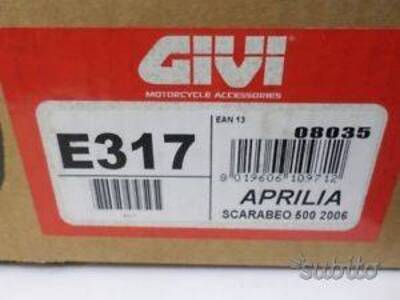 GIVI
MOTORCYCLE ACCESSORIES
E317
EAN 13
08035
8 019606 109712
APRILIA
SCARABEO 500 2006
subito